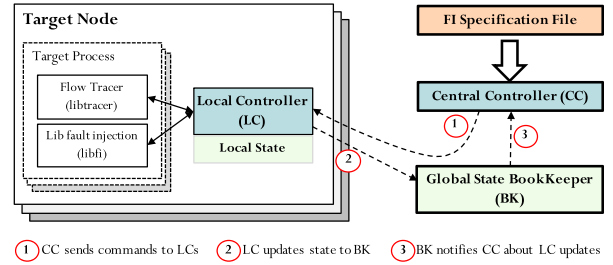 Target Node
FI Specification File
Target Process
Flow Tracer
(libtracer)
Local Controller
(LC)
Central Controller (CC)
Lib fault injection
(libfi)
Local State
1
3
2
Global State BookKeeper
(BK)
1 CC sends commands to LCs 2 LC updates state to BK 3 BK notifies CC about LC updates